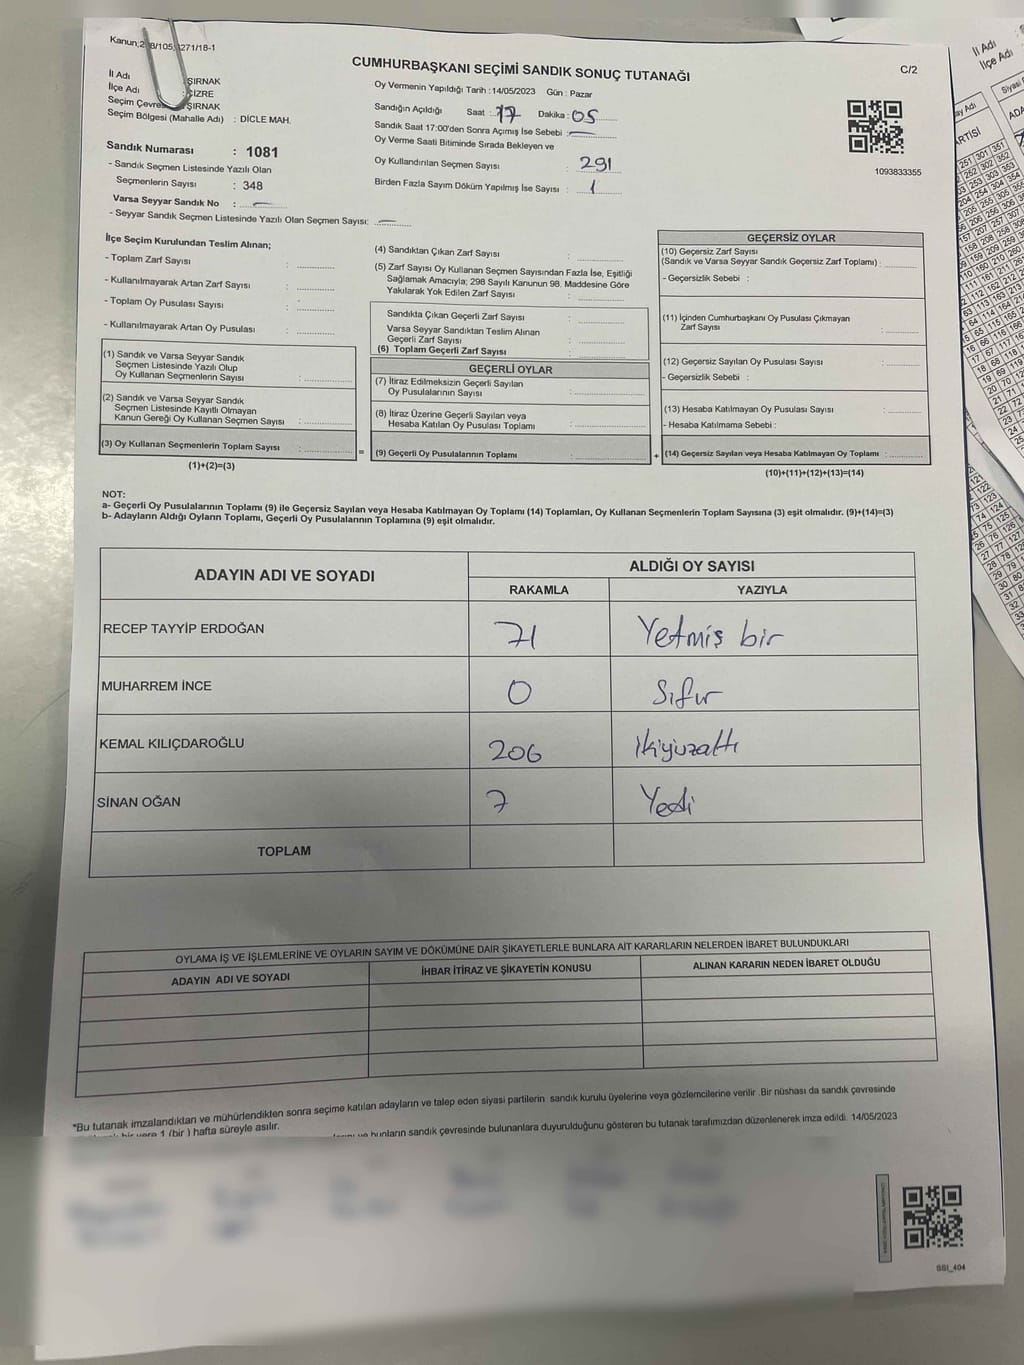 Kanun;2 8/105, 271/18-1
CUMHURBAŞKANI SEÇİMİ SANDIK SONUÇ TUTANAĞI
C/2
İl Adı : ŞIRNAK
İlçe Adı : CİZRE
Seçim Çevresi : ŞIRNAK
Seçim Bölgesi (Mahalle Adı) : DİCLE MAH.
Oy Vermenin Yapıldığı Tarih :14/05/2023 Gün : Pazar
Sandığın Açıldığı Saat : 17 Dakika : 05
Sandık Saat 17:00'den Sonra Açımış İse Sebebi : —
Oy Verme Saati Bitiminde Sırada Bekleyen ve
Oy Kullandırılan Seçmen Sayısı : 291
Birden Fazla Sayım Döküm Yapılmış İse Sayısı : 1
1093833355
Sandık Numarası : 1081
- Sandık Seçmen Listesinde Yazılı Olan
Seçmenlerin Sayısı : 348
Varsa Seyyar Sandık No : —
- Seyyar Sandık Seçmen Listesinde Yazılı Olan Seçmen Sayısı: —
İlçe Seçim Kurulundan Teslim Alınan;
- Toplam Zarf Sayısı :
- Kullanılmayarak Artan Zarf Sayısı :
- Toplam Oy Pusulası Sayısı :
- Kullanılmayarak Artan Oy Pusulası :
(1) Sandık ve Varsa Seyyar Sandık
Seçmen Listesinde Yazılı Olup
Oy Kullanan Seçmenlerin Sayısı :
(2) Sandık ve Varsa Seyyar Sandık
Seçmen Listesinde Kayıtlı Olmayan
Kanun Gereği Oy Kullanan Seçmen Sayısı :
(3) Oy Kullanan Seçmenlerin Toplam Sayısı :
(1)+(2)=(3)
(4) Sandıktan Çıkan Zarf Sayısı :
(5) Zarf Sayısı Oy Kullanan Seçmen Sayısından Fazla İse, Eşitliği
Sağlamak Amacıyla; 298 Sayılı Kanunun 98. Maddesine Göre
Yakılarak Yok Edilen Zarf Sayısı :
Sandıkta Çıkan Geçerli Zarf Sayısı :
Varsa Seyyar Sandıktan Teslim Alınan
Geçerli Zarf Sayısı :
(6) Toplam Geçerli Zarf Sayısı :
GEÇERLİ OYLAR
(7) İtiraz Edilmeksizin Geçerli Sayılan
Oy Pusulalarının Sayısı :
(8) İtiraz Üzerine Geçerli Sayılan veya
Hesaba Katılan Oy Pusulası Toplamı :
= (9) Geçerli Oy Pusulalarının Toplamı :
GEÇERSİZ OYLAR
(10) Geçersiz Zarf Sayısı
(Sandık ve Varsa Seyyar Sandık Geçersiz Zarf Toplamı) :
- Geçersizlik Sebebi :
(11) İçinden Cumhurbaşkanı Oy Pusulası Çıkmayan
Zarf Sayısı :
(12) Geçersiz Sayılan Oy Pusulası Sayısı :
- Geçersizlik Sebebi :
(13) Hesaba Katılmayan Oy Pusulası Sayısı :
- Hesaba Katılmama Sebebi :
+ (14) Geçersiz Sayılan veya Hesaba Katılmayan Oy Toplamı :
(10)+(11)+(12)+(13)=(14)
NOT:
a- Geçerli Oy Pusulalarının Toplamı (9) ile Geçersiz Sayılan veya Hesaba Katılmayan Oy Toplamı (14) Toplamları, Oy Kullanan Seçmenlerin Toplam Sayısına (3) eşit olmalıdır. (9)+(14)=(3)
b- Adayların Aldığı Oyların Toplamı, Geçerli Oy Pusulalarının Toplamına (9) eşit olmalıdır.
ADAYIN ADI VE SOYADI
ALDIĞI OY SAYISI
RAKAMLA YAZIYLA
RECEP TAYYİP ERDOĞAN 71 Yetmiş bir
MUHARREM İNCE 0 Sıfır
KEMAL KILIÇDAROĞLU 206 İkiyüzaltı
SİNAN OĞAN 7 Yedi
TOPLAM
OYLAMA İŞ VE İŞLEMLERİNE VE OYLARIN SAYIM VE DÖKÜMÜNE DAİR ŞİKAYETLERLE BUNLARA AİT KARARLARIN NELERDEN İBARET BULUNDUKLARI
ADAYIN ADI VE SOYADI İHBAR İTİRAZ VE ŞİKAYETİN KONUSU ALINAN KARARIN NEDEN İBARET OLDUĞU
*Bu tutanak imzalandıktan ve mühürlendikten sonra seçime katılan adayların ve talep eden siyasi partilerin sandık kurulu üyelerine veya gözlemcilerine verilir .Bir nüshası da sandık çevresinde
bir yere 1 (bir ) hafta süreyle asılır.
ve bunların sandık çevresinde bulunanlara duyurulduğunu gösteren bu tutanak tarafımızdan düzenlenerek imza edildi. 14/05/2023
SSI_404
İl Adı
İlçe Adı